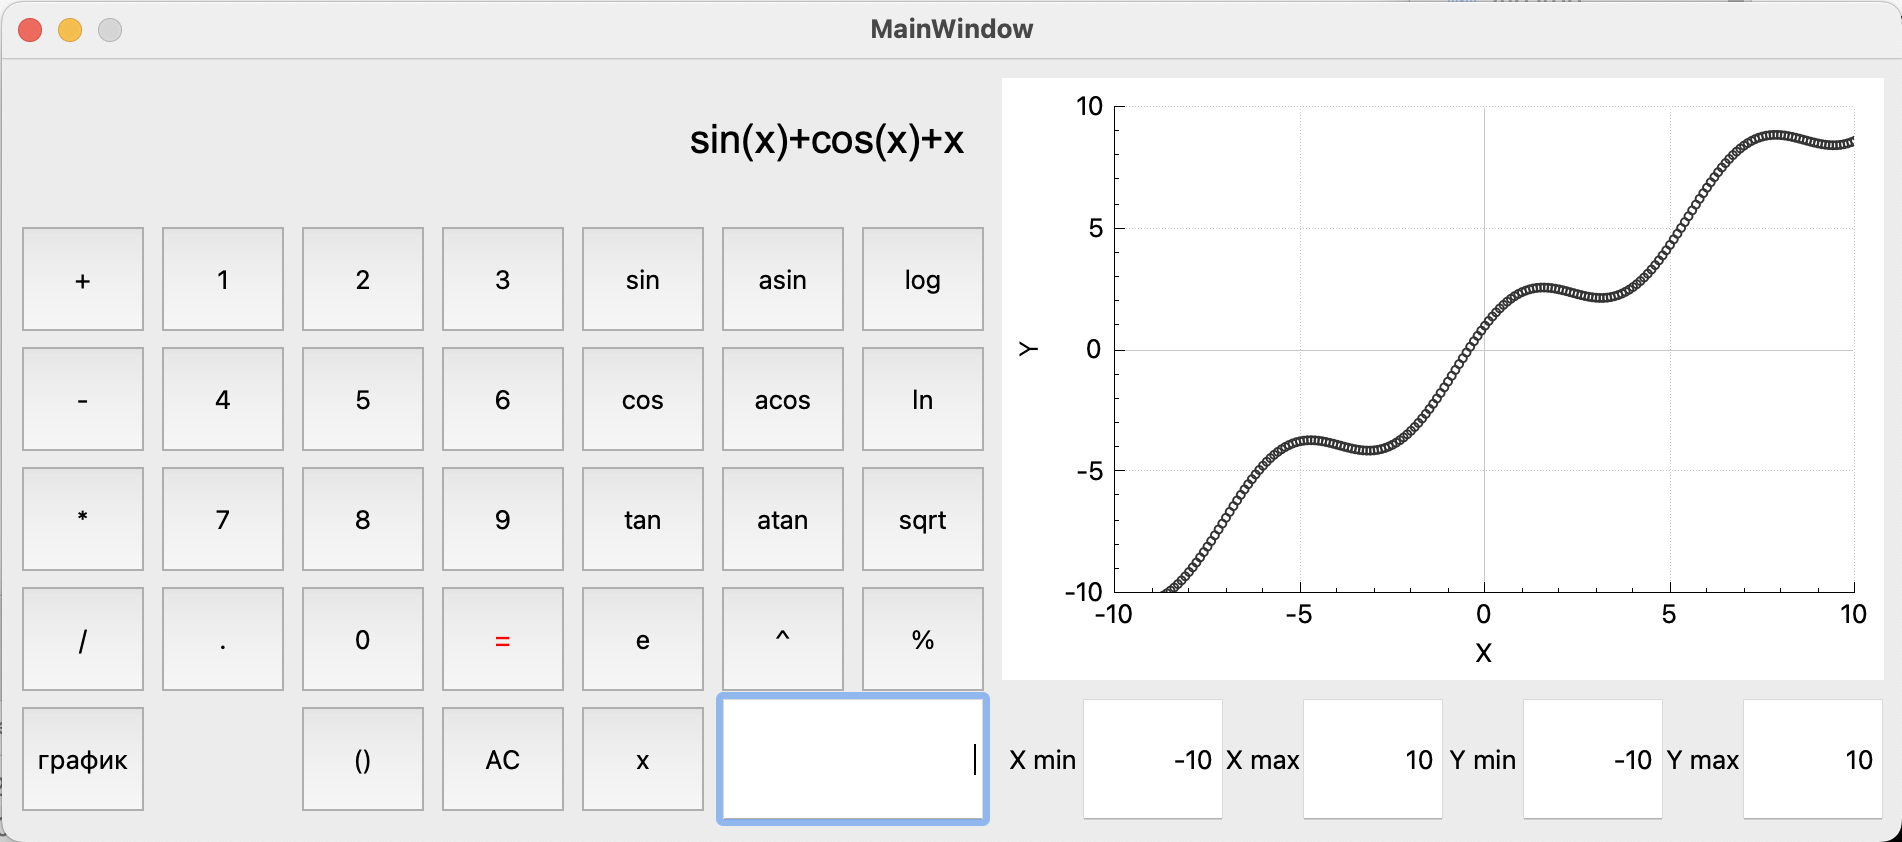 MainWindow
sin(x)+cos(x)+x
+ 1 2 3 sin asin log
- 4 5 6 cos acos ln
* 7 8 9 tan atan sqrt
/ . 0 = e ^ %
график () AC x
10
5
0
-5
-10
Y
-10 -5 0 5 10
X
X min -10 X max 10 Y min -10 Y max 10